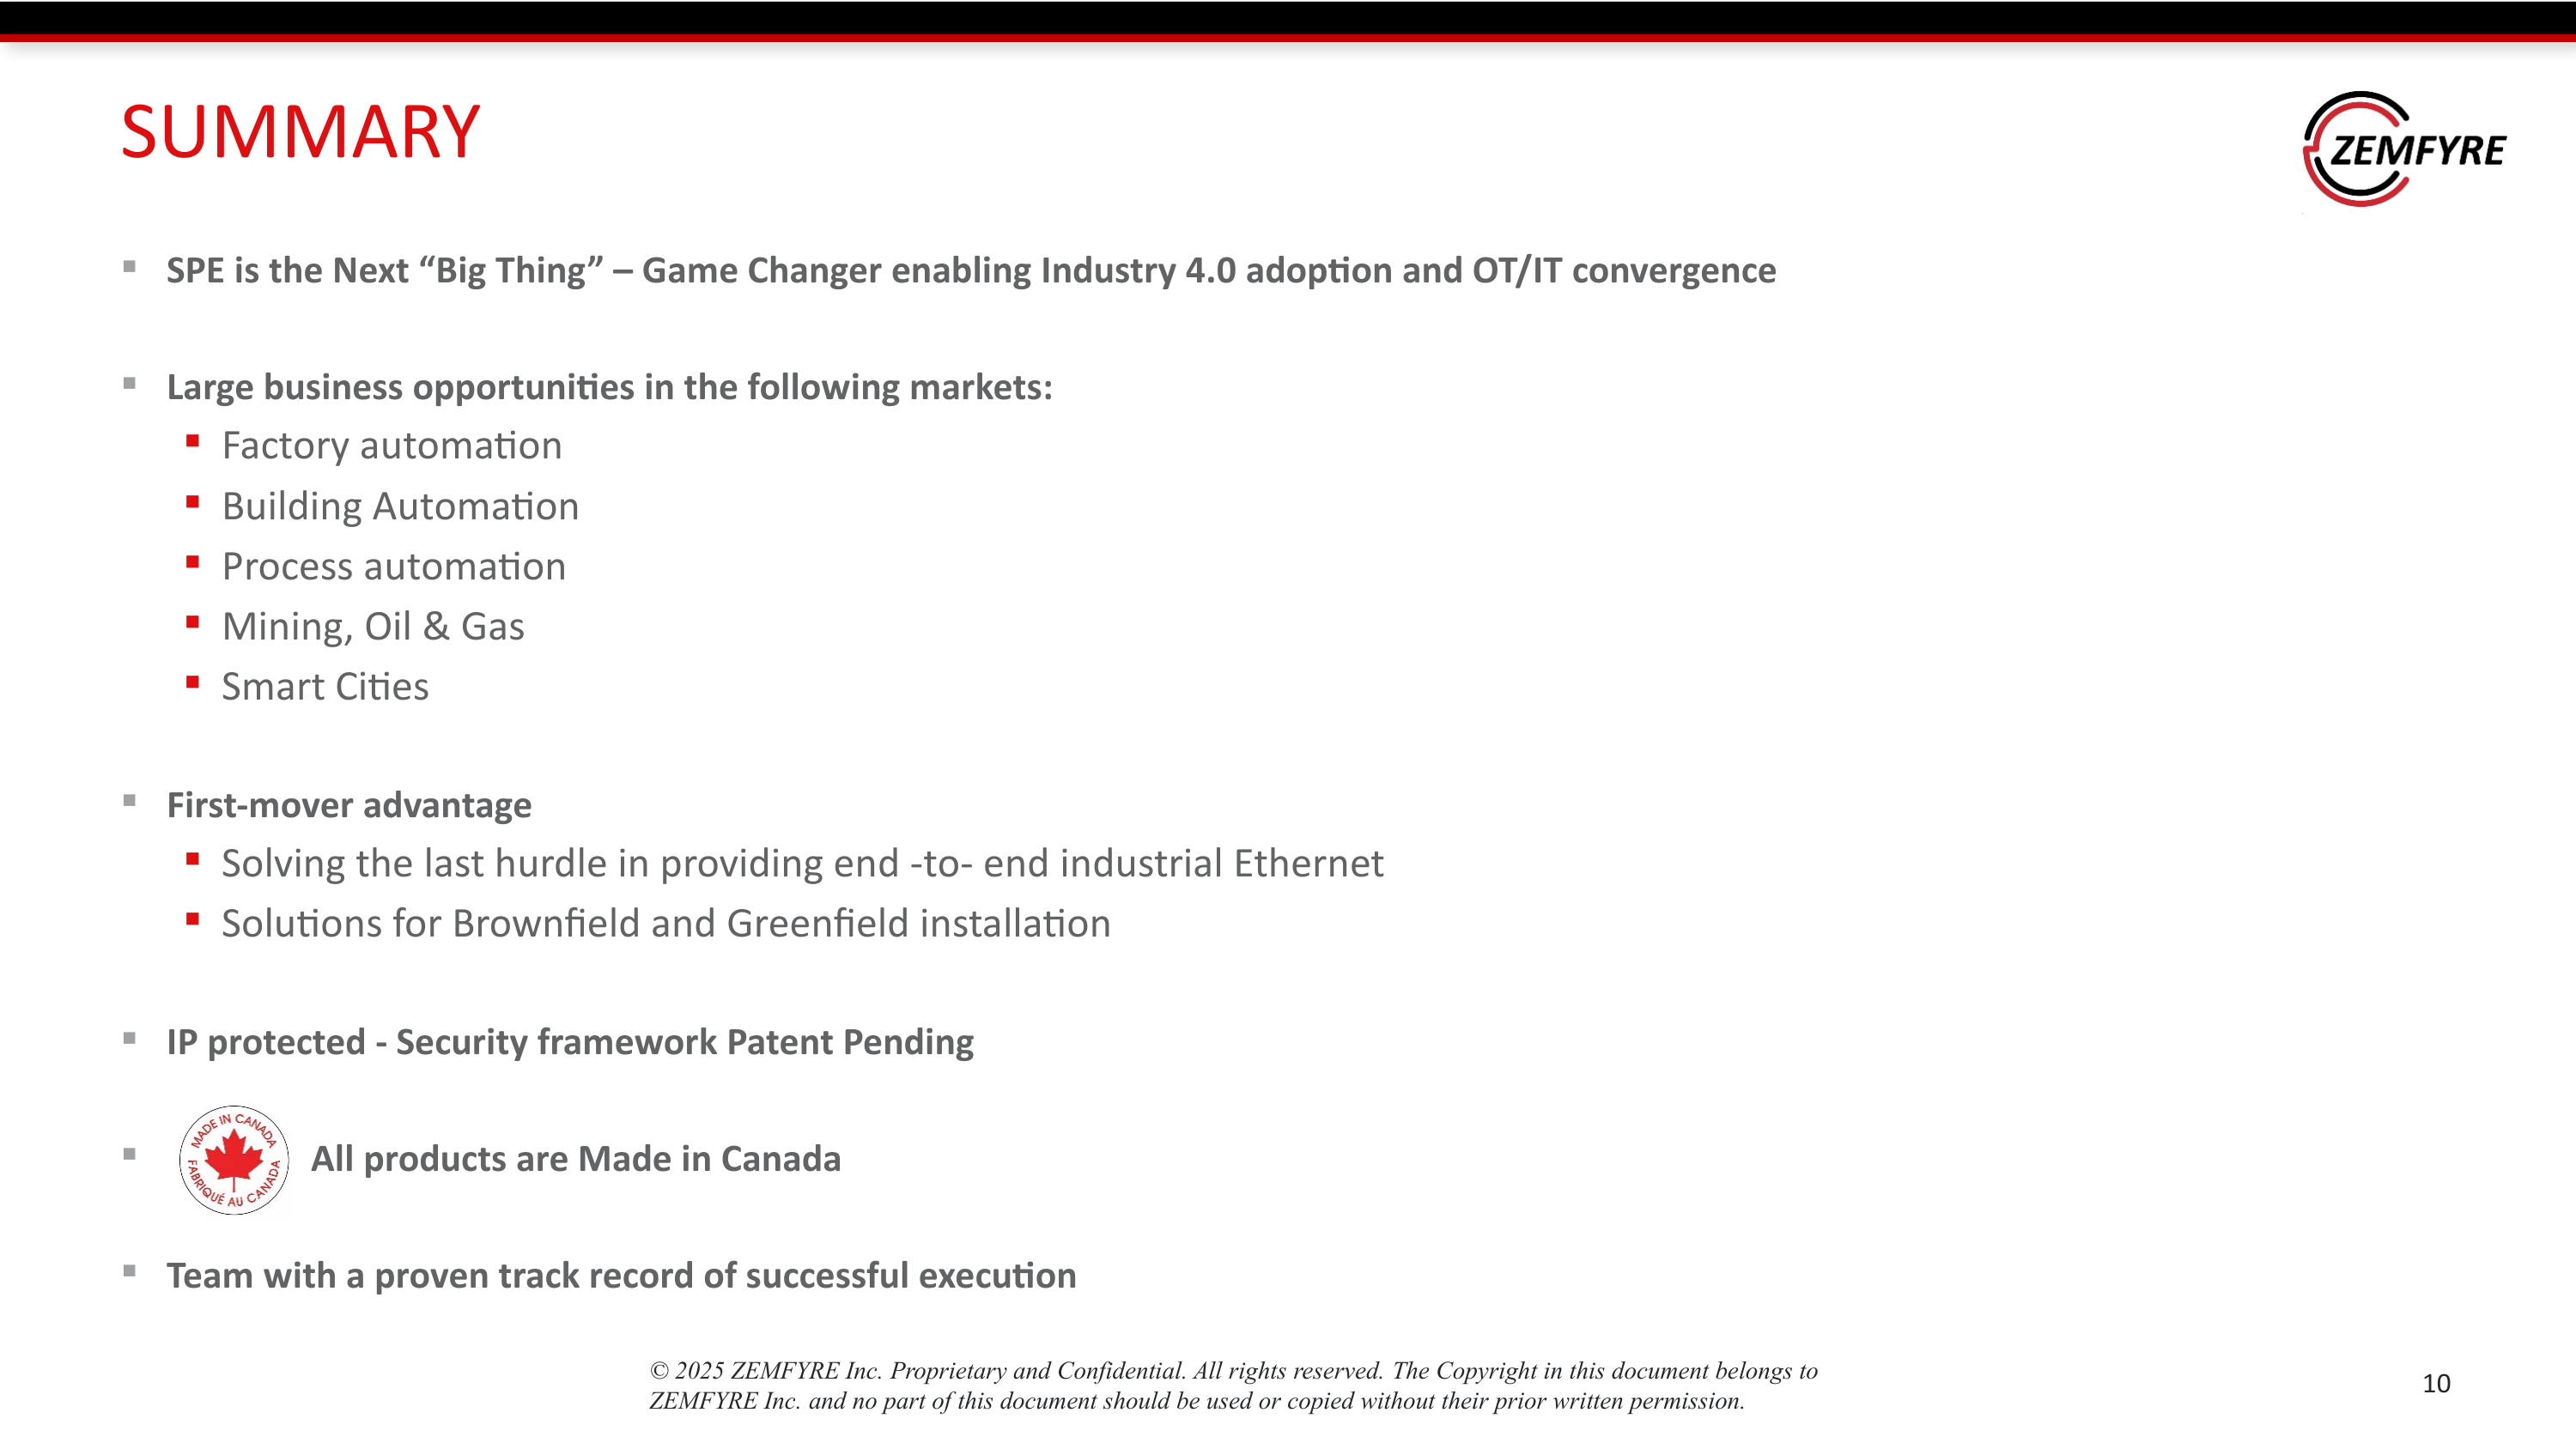 SUMMARY
ZEMFYRE
▪ SPE is the Next “Big Thing” – Game Changer enabling Industry 4.0 adoption and OT/IT convergence
▪ Large business opportunities in the following markets:
▪ Factory automation
▪ Building Automation
▪ Process automation
▪ Mining, Oil & Gas
▪ Smart Cities
▪ First-mover advantage
▪ Solving the last hurdle in providing end -to- end industrial Ethernet
▪ Solutions for Brownfield and Greenfield installation
▪ IP protected - Security framework Patent Pending
MADE IN CANADA
FABRIQUÉ AU CANADA
▪ All products are Made in Canada
▪ Team with a proven track record of successful execution
© 2025 ZEMFYRE Inc. Proprietary and Confidential. All rights reserved. The Copyright in this document belongs to
ZEMFYRE Inc. and no part of this document should be used or copied without their prior written permission.
10